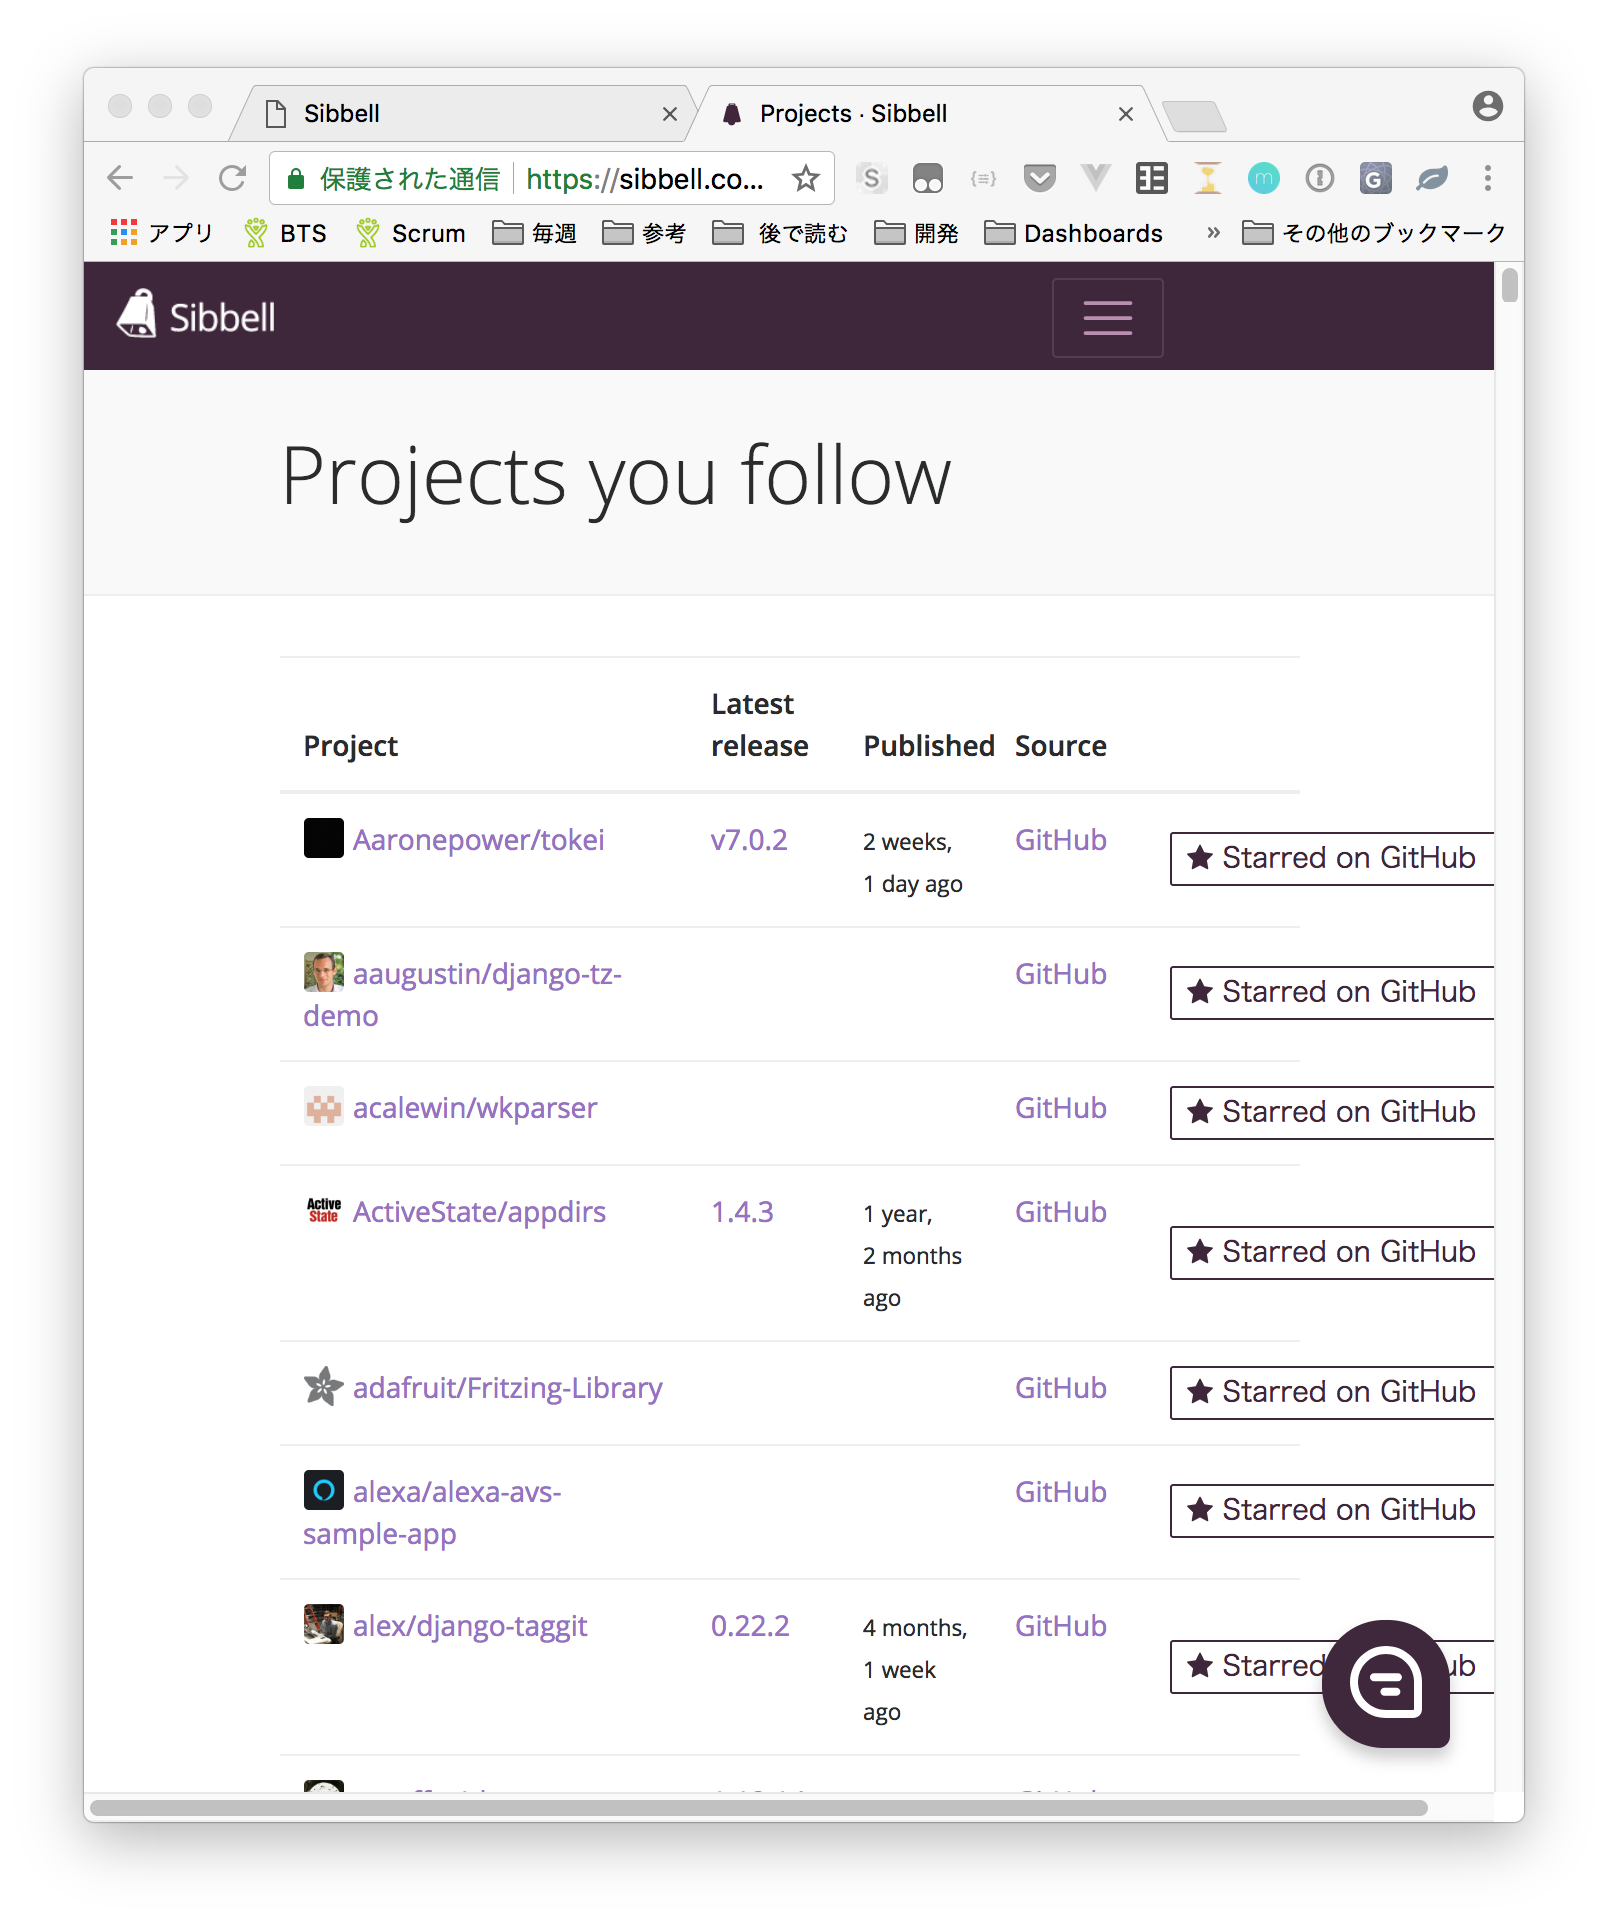 Sibbell
Projects · Sibbell
保護された通信 https://sibbell.co...
アプリ BTS Scrum 毎週 参考 後で読む 開発 Dashboards » その他のブックマーク
Sibbell
Projects you follow
Latest
Project release Published Source
Aaronepower/tokei v7.0.2 2 weeks, GitHub ★ Starred on GitHub
1 day ago
aaugustin/django-tz- GitHub ★ Starred on GitHub
demo
acalewin/wkparser GitHub ★ Starred on GitHub
Active
State
ActiveState/appdirs 1.4.3 1 year, GitHub ★ Starred on GitHub
2 months
ago
adafruit/Fritzing-Library GitHub ★ Starred on GitHub
alexa/alexa-avs- GitHub ★ Starred on GitHub
sample-app
alex/django-taggit 0.22.2 4 months, GitHub ★ Starred ub
1 week
ago